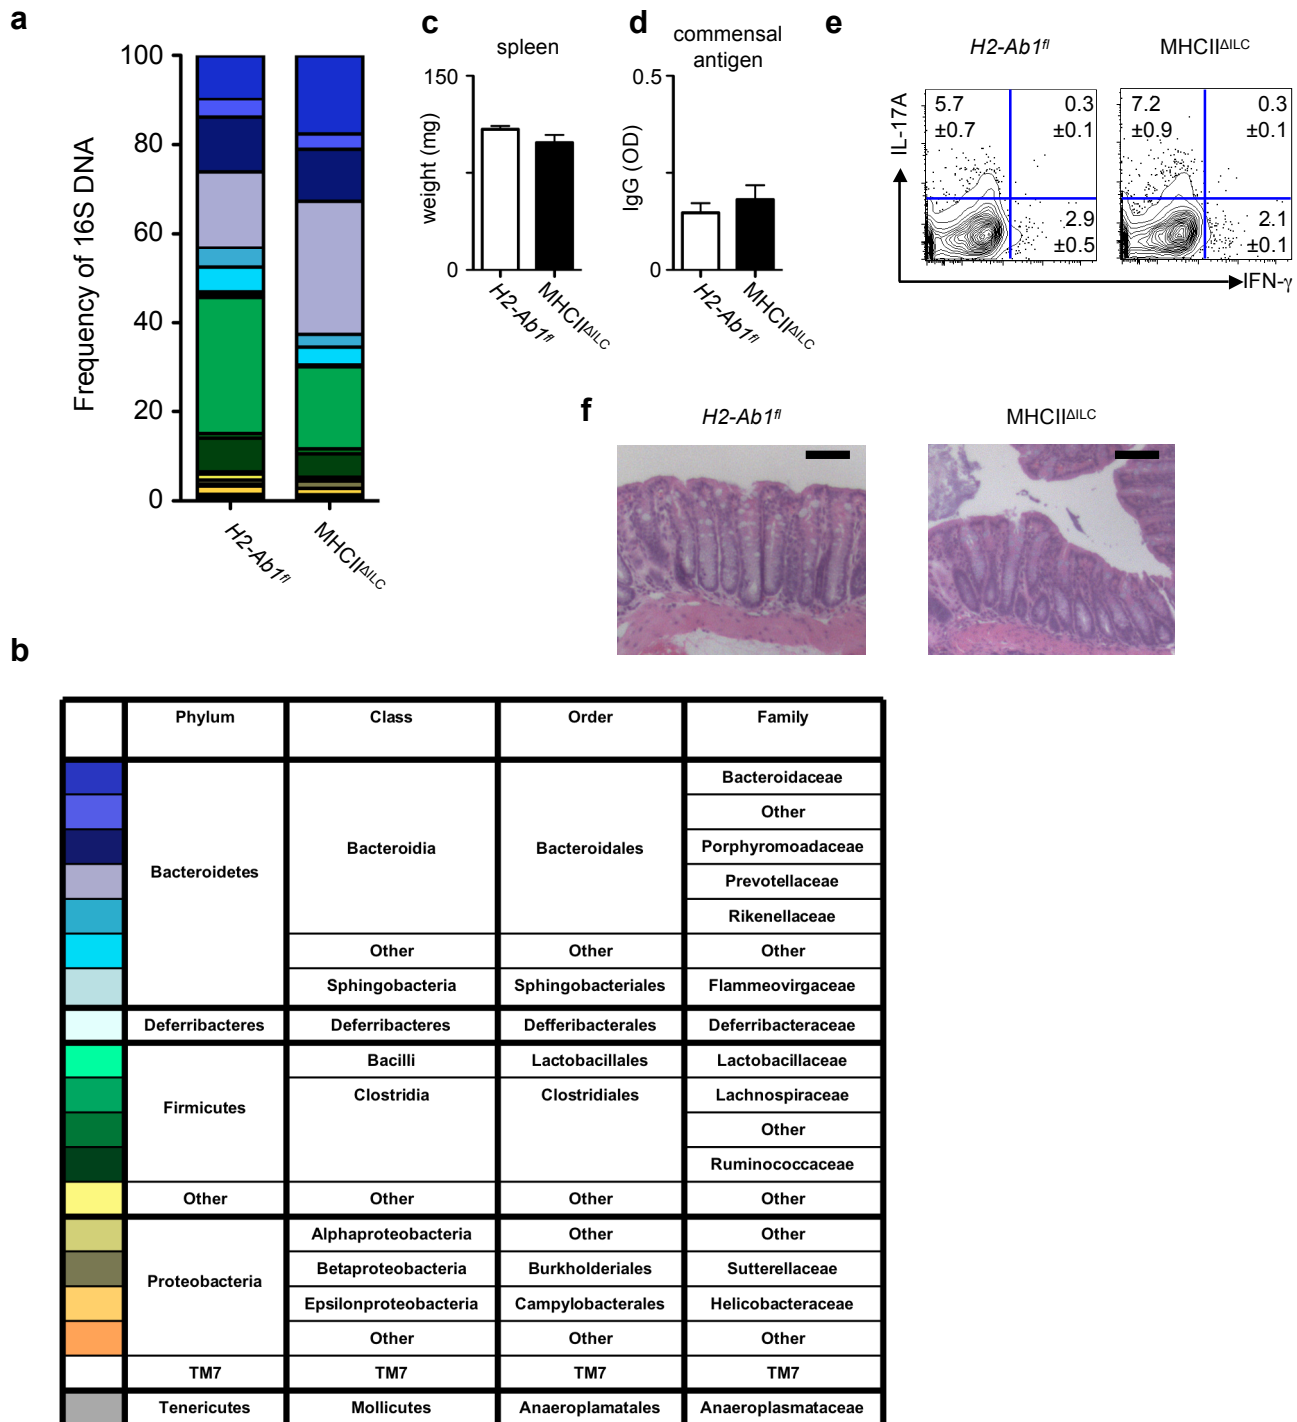 a
100
80
60
40
20
0
Frequency of 16S DNA
H2-Ab1fl
MHCIIΔILC
c
spleen
150
0
weight (mg)
H2-Ab1fl
MHCIIΔILC
d
commensal
antigen
0.5
0
IgG (OD)
H2-Ab1fl
MHCIIΔILC
e
H2-Ab1fl
MHCIIΔILC
IL-17A
5.7
±0.7
0.3
±0.1
2.9
±0.5
7.2
±0.9
0.3
±0.1
2.1
±0.1
IFN-γ
f
H2-Ab1fl
MHCIIΔILC
b
Phylum Class Order Family
Bacteroidetes
Bacteroidia
Bacteroidales
Bacteroidaceae
Other
Porphyromoadaceae
Prevotellaceae
Rikenellaceae
Other Other Other
Sphingobacteria Sphingobacteriales Flammeovirgaceae
Deferribacteres Deferribacteres Defferibacterales Deferribacteraceae
Firmicutes
Bacilli Lactobacillales Lactobacillaceae
Clostridia Clostridiales Lachnospiraceae
Other
Ruminococcaceae
Other Other Other Other
Proteobacteria
Alphaproteobacteria Other Other
Betaproteobacteria Burkholderiales Sutterellaceae
Epsilonproteobacteria Campylobacterales Helicobacteraceae
Other Other Other
TM7 TM7 TM7 TM7
Tenericutes Mollicutes Anaeroplamatales Anaeroplasmataceae